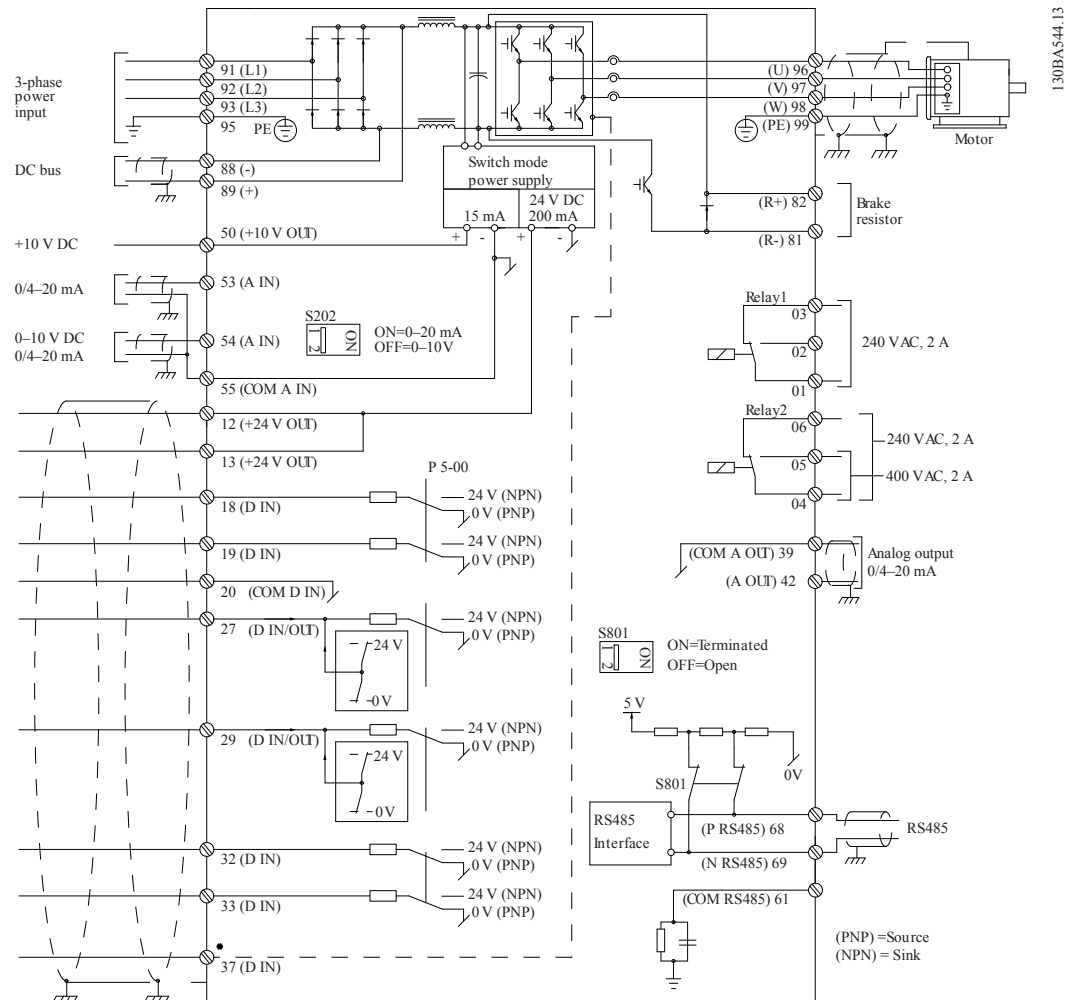 130BA544.13
3-phase
power
input
91 (L1)
92 (L2)
93 (L3)
95
PE
(U) 96
(V) 97
(W) 98
(PE) 99
Motor
DC bus
88 (-)
89 (+)
Switch mode
power supply
24 V DC
15 mA
200 mA
+ - + -
(R+) 82
Brake
resistor
(R-) 81
+10 V DC
50 (+10 V OUT)
0/4–20 mA
53 (A IN)
S202
1 2
ON
ON=0–20 mA
OFF=0–10V
0–10 V DC
0/4–20 mA
54 (A IN)
55 (COM A IN)
Relay1
03
02
01
240 VAC, 2 A
12 (+24 V OUT)
13 (+24 V OUT)
Relay2
06
05
04
240 VAC, 2 A
400 VAC, 2 A
P 5-00
18 (D IN)
24 V (NPN)
0 V (PNP)
19 (D IN)
24 V (NPN)
0 V (PNP)
(COM A OUT) 39
(A OUT) 42
Analog output
0/4–20 mA
20 (COM D IN)
27 (D IN/OUT)
24 V (NPN)
0 V (PNP)
24 V
0V
S801
1 2
ON
ON=Terminated
OFF=Open
29 (D IN/OUT)
24 V (NPN)
0 V (PNP)
24 V
0V
5 V
S801
0V
RS485
Interface
(P RS485) 68
RS485
(N RS485) 69
(COM RS485) 61
32 (D IN)
24 V (NPN)
0 V (PNP)
33 (D IN)
24 V (NPN)
0 V (PNP)
*
37 (D IN)
(PNP) =Source
(NPN) = Sink